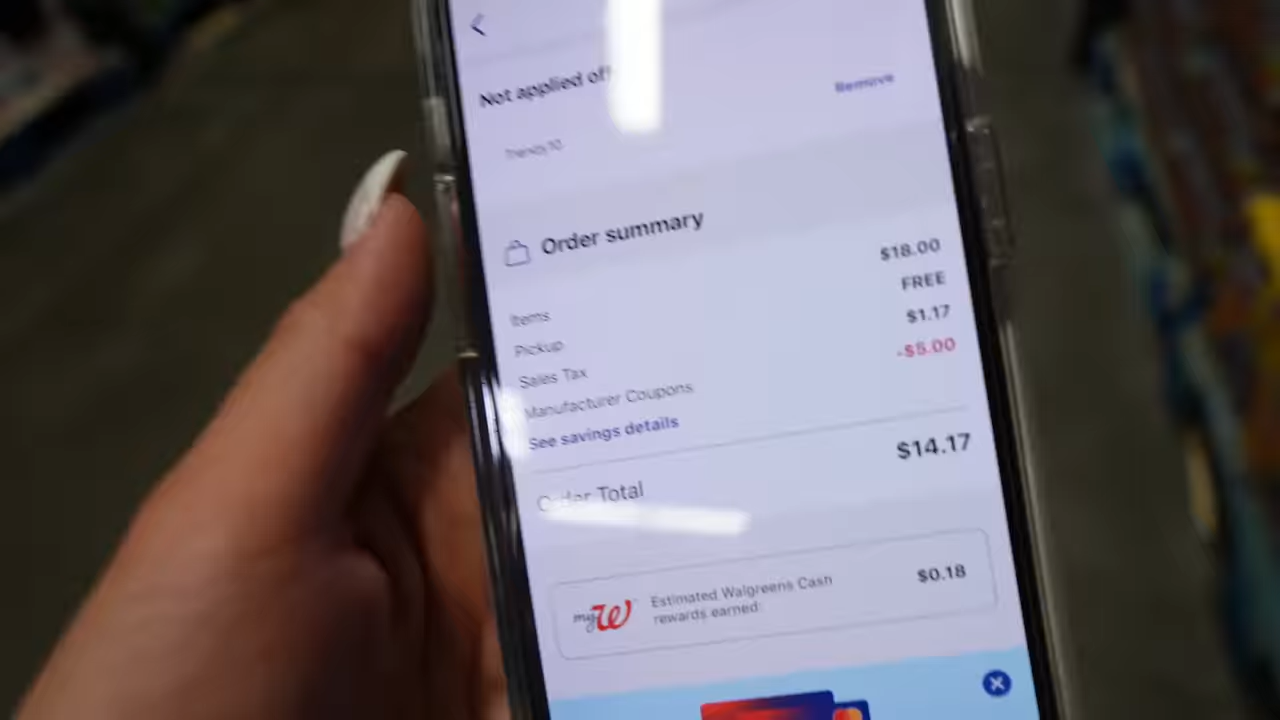 Not applied of
Remove
Order summary
Items $18.00
Pickup FREE
Sales Tax $1.17
Manufacturer Coupons -$5.00
See savings details
Order Total $14.17
myW Estimated Walgreens Cash
rewards earned: $0.18